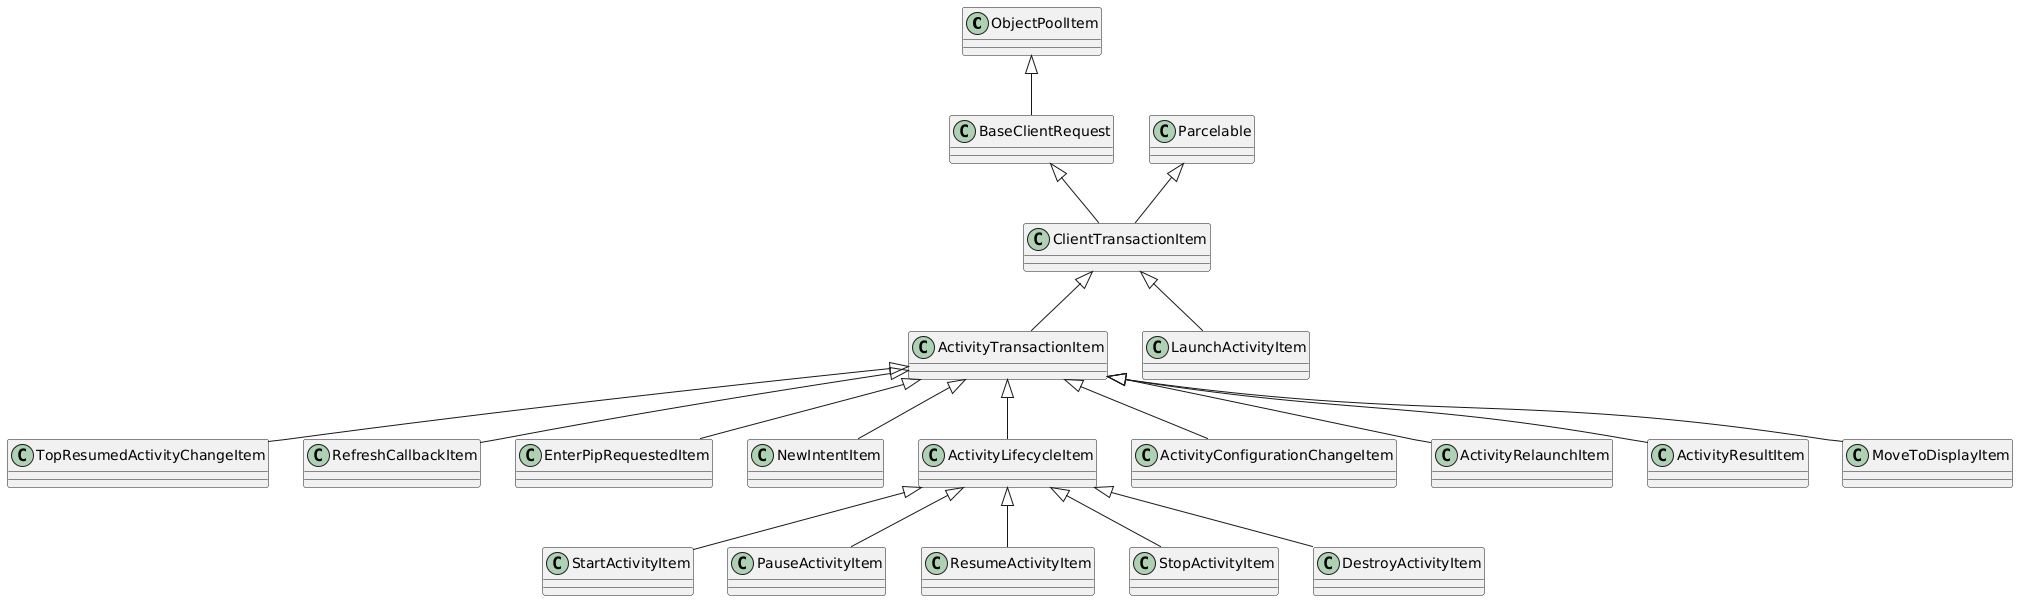 C ObjectPoolItem
C BaseClientRequest
C Parcelable
C ClientTransactionItem
C ActivityTransactionItem
C LaunchActivityItem
C TopResumedActivityChangeItem
C RefreshCallbackItem
C EnterPipRequestedItem
C NewIntentItem
C ActivityLifecycleItem
C ActivityConfigurationChangeItem
C ActivityRelaunchItem
C ActivityResultItem
C MoveToDisplayItem
C StartActivityItem
C PauseActivityItem
C ResumeActivityItem
C StopActivityItem
C DestroyActivityItem